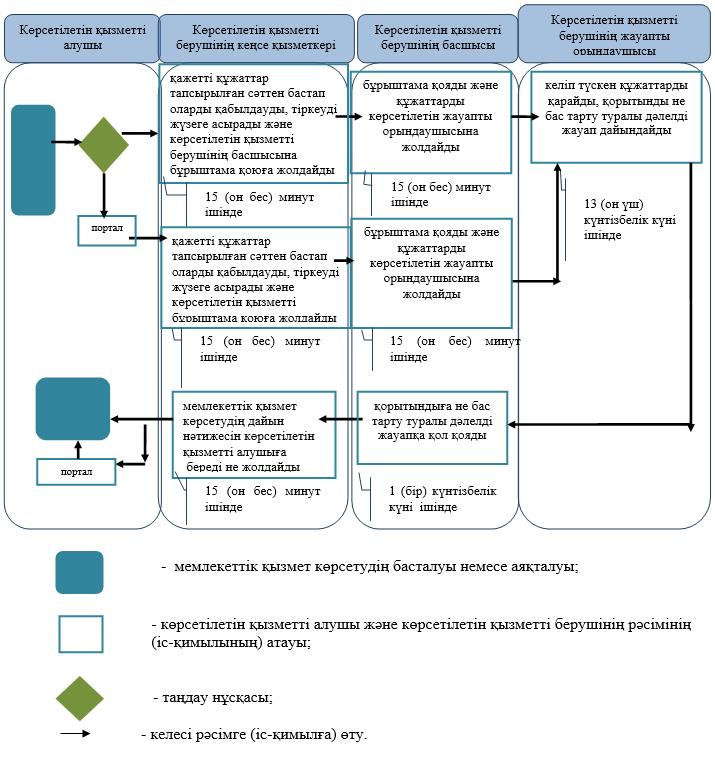 Көрсетілетін қызметті
алушы
Көрсетілетін қызметті
берушінің кеңсе қызметкері
Көрсетілетін қызметті
берушінің басшысы
Көрсетілетін қызметті
берушінің жауапты
орындаушысы
қажетті құжаттар
тапсырылған сәттен бастап
оларды қабылдауды, тіркеуді
жүзеге асырады және
көрсетілетін қызметті
берушінің басшысына
бұрыштама қоюға жолдайды
15 (он бес) минут
ішінде
бұрыштама қояды және
құжаттарды
көрсетілетін жауапты
орындаушысына
жолдайды
15 (он бес) минут
ішінде
келіп түскен құжаттарды
қарайды, қорытынды не
бас тарту туралы дәлелді
жауап дайындайды
13 (он үш)
күнтізбелік күні
ішінде
портал
қажетті құжаттар
тапсырылған сәттен бастап
оларды қабылдауды, тіркеуді
жүзеге асырады және
көрсетілетін қызметті
бұрыштама қоюға жолдайды
15 (он бес) минут
ішінде
бұрыштама қояды және
құжаттарды
көрсетілетін жауапты
орындаушысына
жолдайды
15 (он бес) минут
ішінде
мемлекеттік қызмет
көрсетудің дайын
нәтижесін көрсетілетін
қызметті алушыға
береді не жолдайды
15 (он бес) минут
ішінде
қорытындыға не бас
тарту туралы дәлелді
жауапқа қол қояды
1 (бір) күнтізбелік
күні ішінде
портал
- мемлекеттік қызмет көрсетудің басталуы немесе аяқталуы;
- көрсетілетін қызметті алушы және көрсетілетін қызметті берушінің рәсімінің
(іс-қимылының) атауы;
- таңдау нұсқасы;
- келесі рәсімге (іс-қимылға) өту.